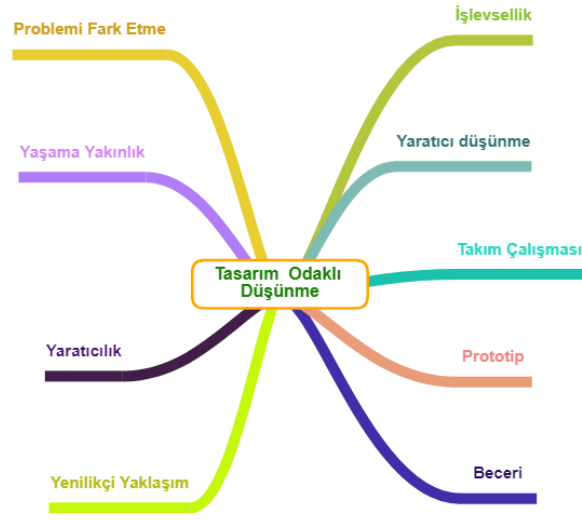 Problemi Fark Etme
İşlevsellik
Yaşama Yakınlık
Yaratıcı düşünme
Takım Çalışması
Tasarım Odaklı
Düşünme
Yaratıcılık
Prototip
Yenilikçi Yaklaşım
Beceri